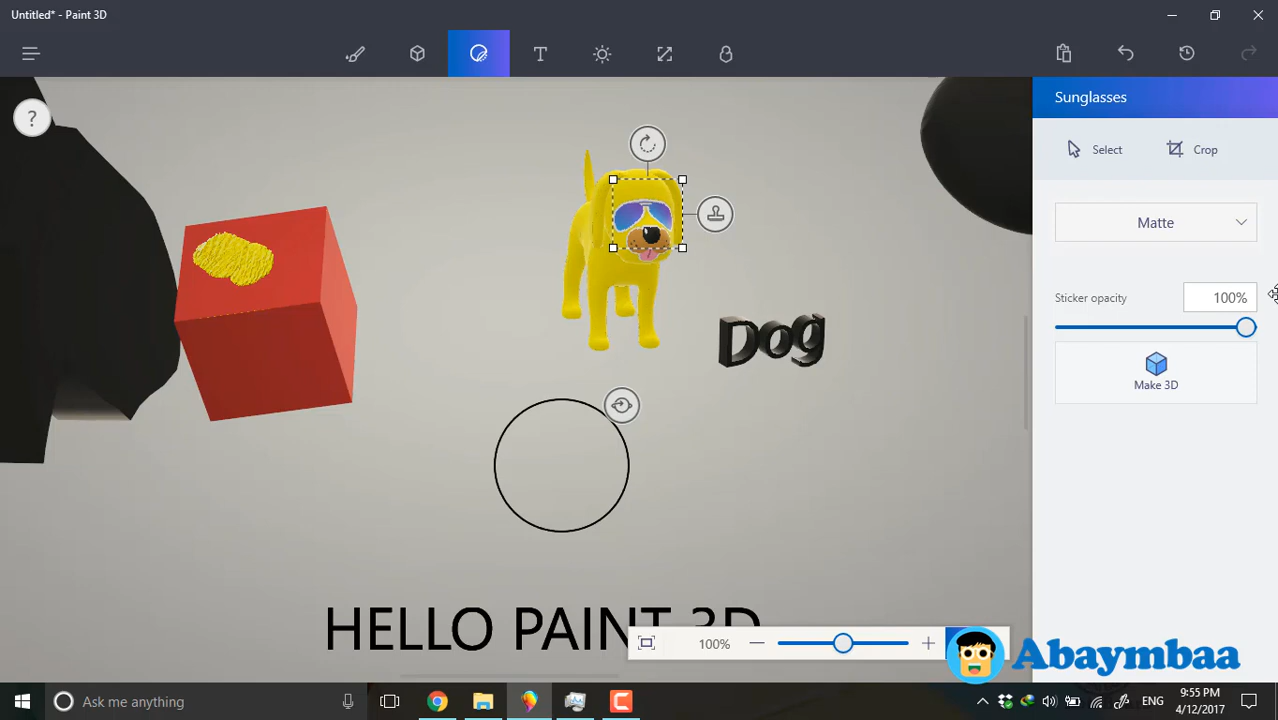 Untitled* - Paint 3D
?
T
Sunglasses
Select
Crop
Matte
Sticker opacity
100%
Make 3D
Dog
HELLO PAINT 3D
100%
Abaymbaa
Ask me anything
ENG
9:55 PM
4/12/2017